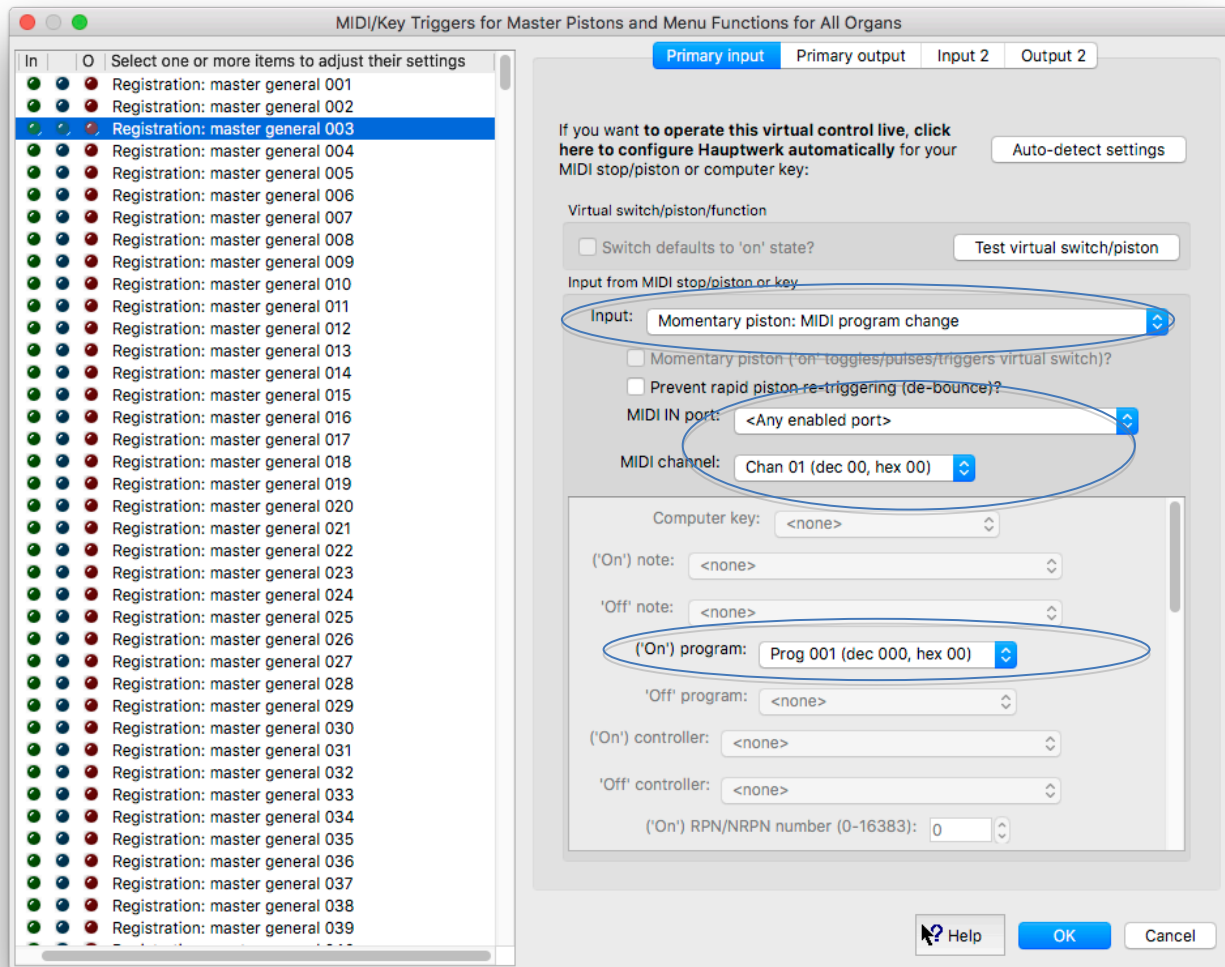 MIDI/Key Triggers for Master Pistons and Menu Functions for All Organs
In O Select one or more items to adjust their settings
Registration: master general 001
Registration: master general 002
Registration: master general 003
Registration: master general 004
Registration: master general 005
Registration: master general 006
Registration: master general 007
Registration: master general 008
Registration: master general 009
Registration: master general 010
Registration: master general 011
Registration: master general 012
Registration: master general 013
Registration: master general 014
Registration: master general 015
Registration: master general 016
Registration: master general 017
Registration: master general 018
Registration: master general 019
Registration: master general 020
Registration: master general 021
Registration: master general 022
Registration: master general 023
Registration: master general 024
Registration: master general 025
Registration: master general 026
Registration: master general 027
Registration: master general 028
Registration: master general 029
Registration: master general 030
Registration: master general 031
Registration: master general 032
Registration: master general 033
Registration: master general 034
Registration: master general 035
Registration: master general 036
Registration: master general 037
Registration: master general 038
Registration: master general 039
Primary input Primary output Input 2 Output 2
If you want to operate this virtual control live, click
here to configure Hauptwerk automatically for your
MIDI stop/piston or computer key:
Auto-detect settings
Virtual switch/piston/function
Switch defaults to 'on' state?
Test virtual switch/piston
Input from MIDI stop/piston or key
Input: Momentary piston: MIDI program change
Momentary piston ('on' toggles/pulses/triggers virtual switch)?
Prevent rapid piston re-triggering (de-bounce)?
MIDI IN port: <Any enabled port>
MIDI channel: Chan 01 (dec 00, hex 00)
Computer key: <none>
('On') note: <none>
'Off' note: <none>
('On') program: Prog 001 (dec 000, hex 00)
'Off' program: <none>
('On') controller: <none>
'Off' controller: <none>
('On') RPN/NRPN number (0-16383): 0
? Help OK Cancel